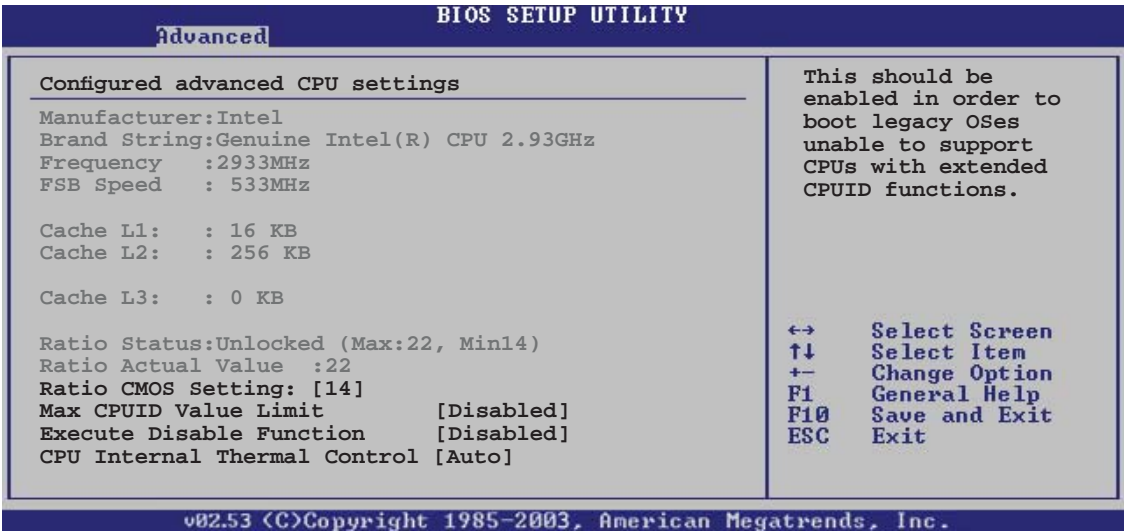 BIOS SETUP UTILITY
Advanced
Configured advanced CPU settings
Manufacturer:Intel
Brand String:Genuine Intel(R) CPU 2.93GHz
Frequency :2933MHz
FSB Speed : 533MHz
Cache L1: : 16 KB
Cache L2: : 256 KB
Cache L3: : 0 KB
Ratio Status:Unlocked (Max:22, Min14)
Ratio Actual Value :22
Ratio CMOS Setting: [14]
Max CPUID Value Limit [Disabled]
Execute Disable Function [Disabled]
CPU Internal Thermal Control [Auto]
This should be
enabled in order to
boot legacy OSes
unable to support
CPUs with extended
CPUID functions.
←→ Select Screen
↑↓ Select Item
+- Change Option
F1 General Help
F10 Save and Exit
ESC Exit
v02.53 (C)Copyright 1985-2003, American Megatrends, Inc.